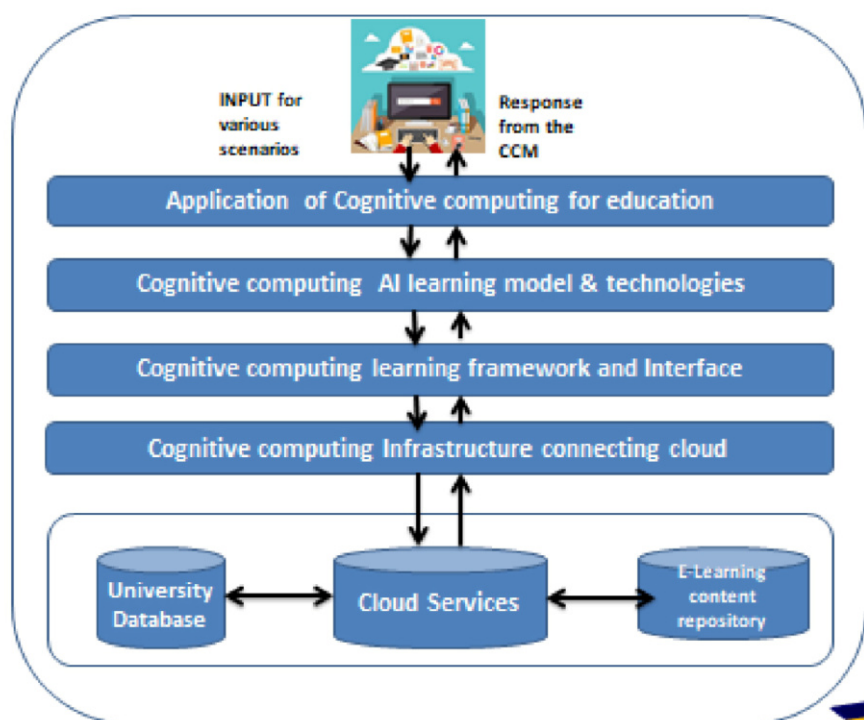 INPUT for
various
scenarios
Response
from the
CCM
Application of Cognitive computing for education
Cognitive computing AI learning model & technologies
Cognitive computing learning framework and Interface
Cognitive computing Infrastructure connecting cloud
University
Database
Cloud Services
E-Learning
content
repository